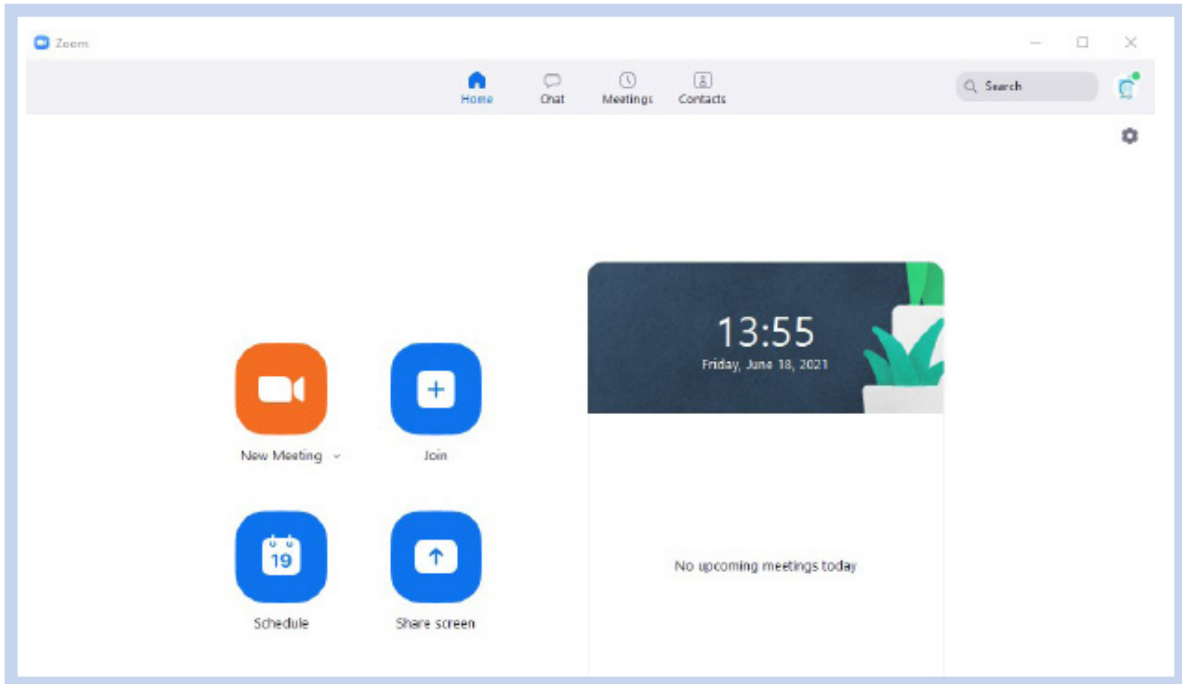 Zoom
Home Chat Meetings Contacts
Search
13:55
Friday, June 18, 2021
New Meeting
Join
19
Schedule
Share screen
No upcoming meetings today